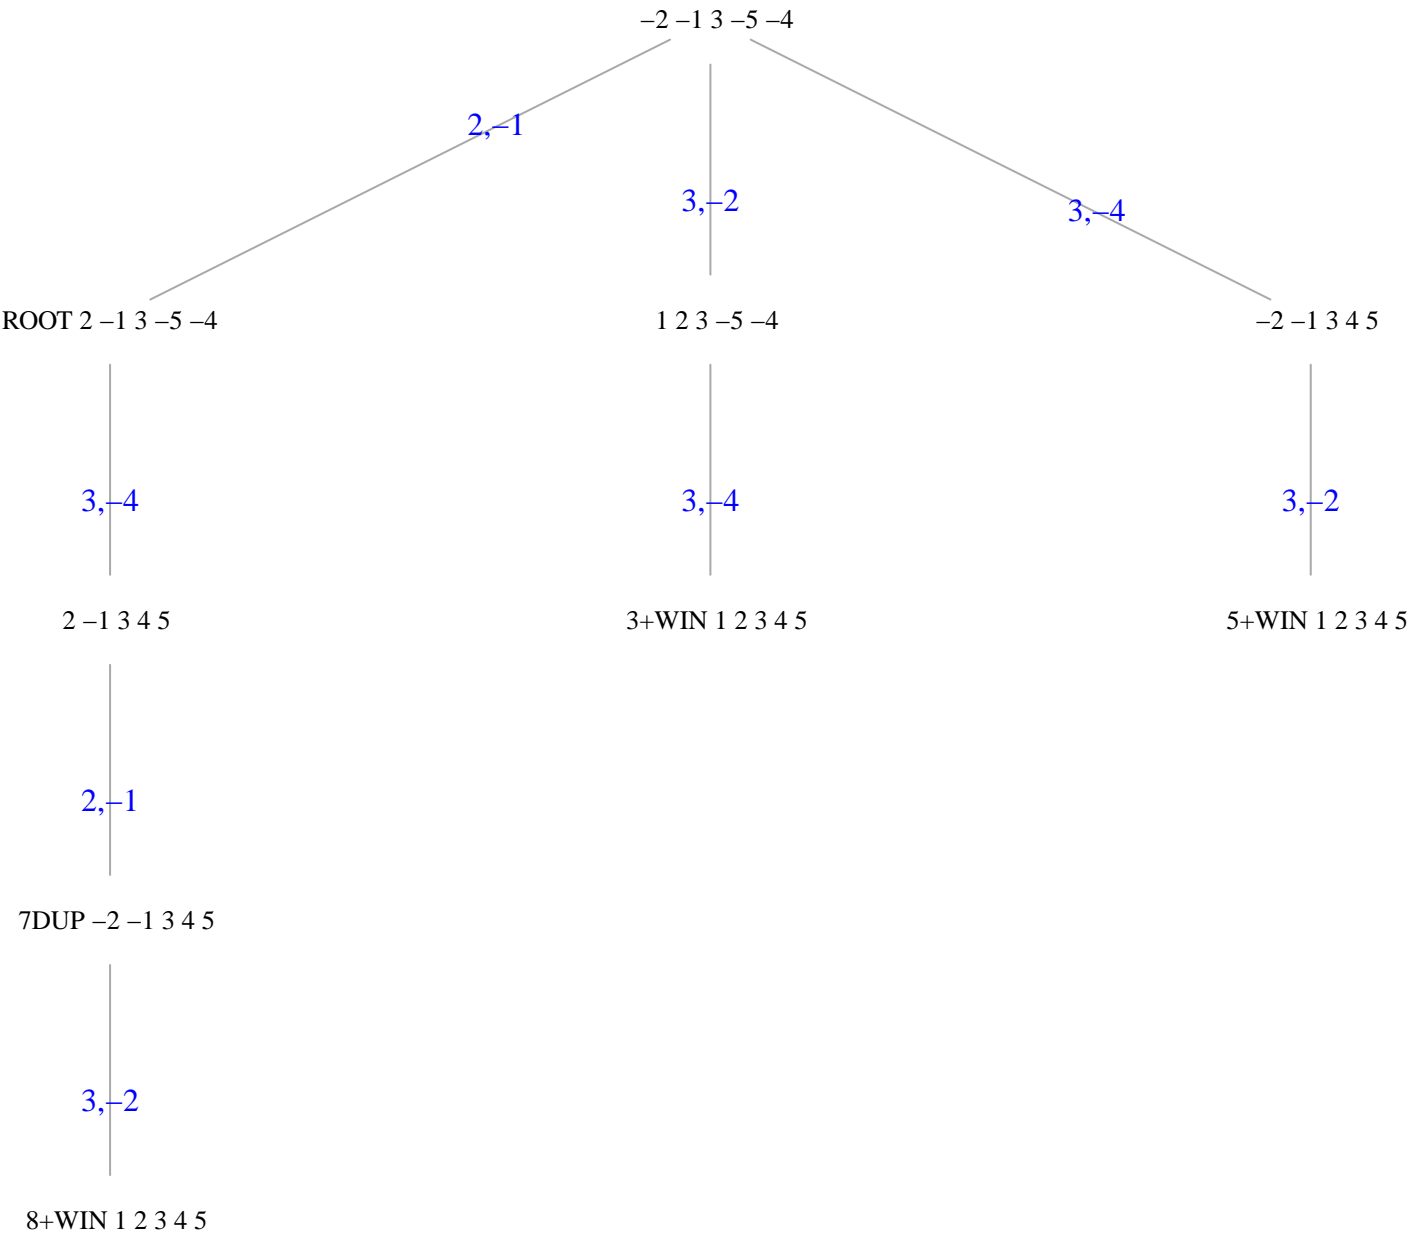 –2 –1 3 –5 –4
2,–1
3,–2
3,–4
ROOT 2 –1 3 –5 –4
1 2 3 –5 –4
–2 –1 3 4 5
3,–4
3,–4
3,–2
2 –1 3 4 5
3+WIN 1 2 3 4 5
5+WIN 1 2 3 4 5
2,–1
7DUP –2 –1 3 4 5
3,–2
8+WIN 1 2 3 4 5